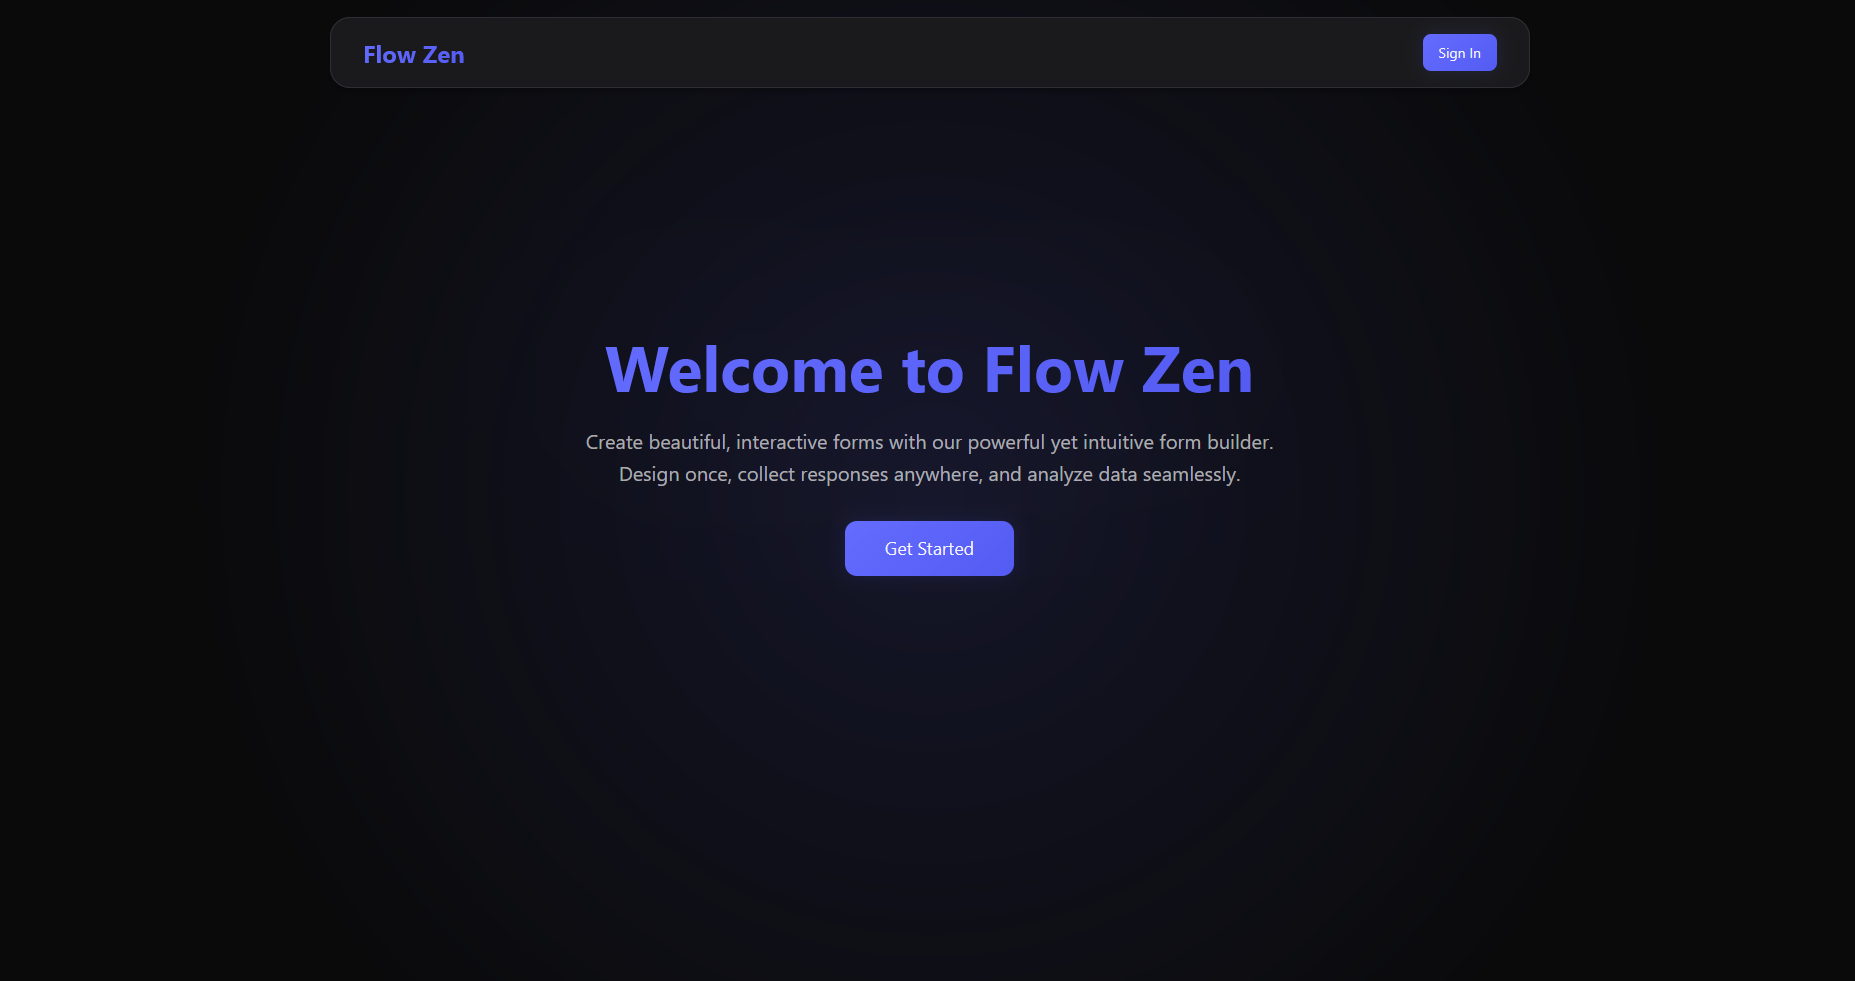 Flow Zen
Sign In
Welcome to Flow Zen
Create beautiful, interactive forms with our powerful yet intuitive form builder.
Design once, collect responses anywhere, and analyze data seamlessly.
Get Started